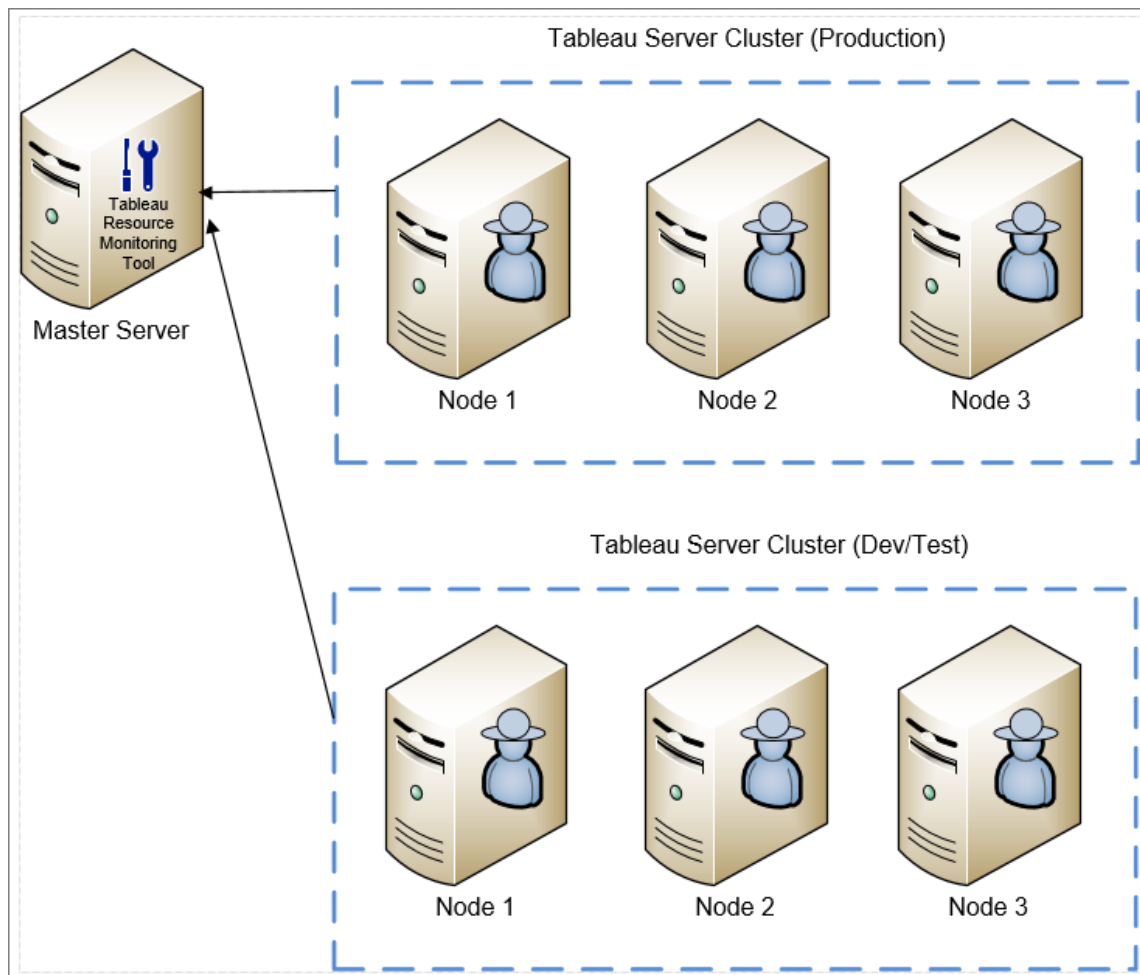 Tableau Server Cluster (Production)
Tableau
Resource
Monitoring
Tool
Master Server
Node 1
Node 2
Node 3
Tableau Server Cluster (Dev/Test)
Node 1
Node 2
Node 3